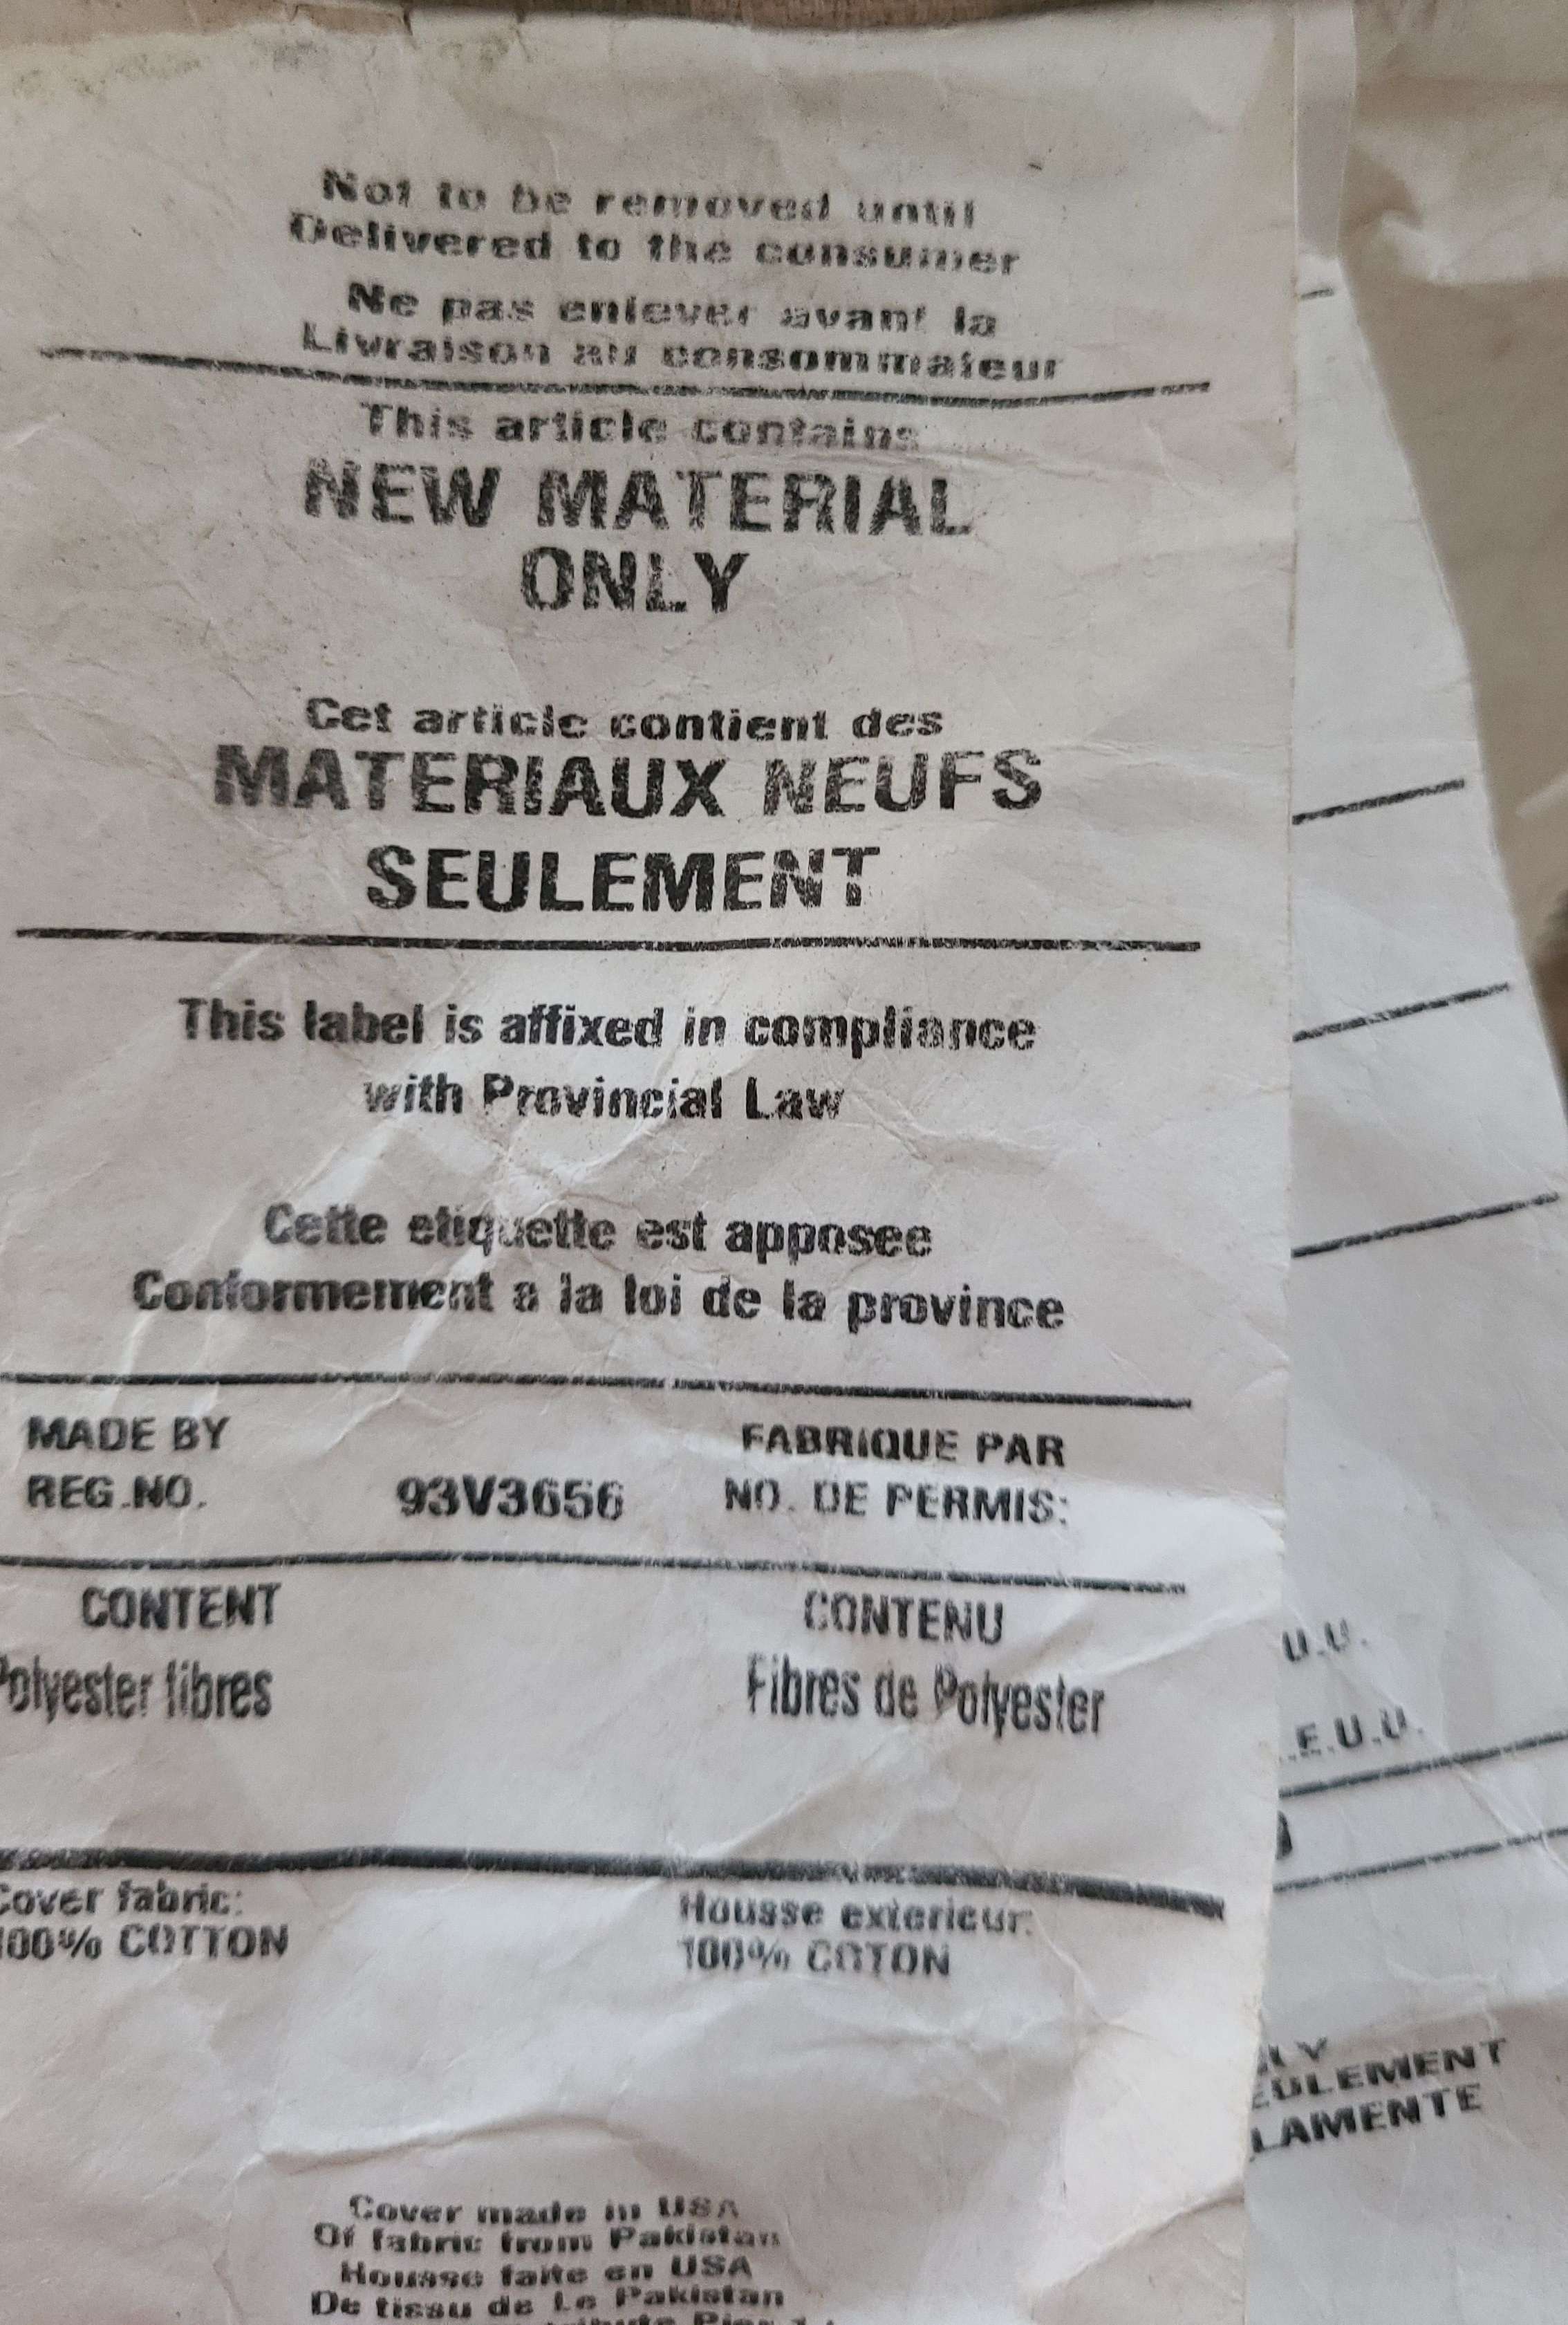 Not to be removed until
Delivered to the consumer
Ne pas enlever avant la
Livraison au consommateur
This article contains
NEW MATERIAL
ONLY
Cet article contient des
MATERIAUX NEUFS
SEULEMENT
This label is affixed in compliance
with Provincial Law
Cette etiquette est apposee
Conformement a la loi de la province
MADE BY FABRIQUE PAR
REG.NO. 93V3656 NO. DE PERMIS:
CONTENT CONTENU
Polyester fibres Fibres de Polyester
Cover fabric: Housse exterieur:
100% COTTON 100% COTON
Cover made in USA
Of fabric from Pakistan
Housse faite en USA
De tissu de Le Pakistan
U.U.
.E.U.U.
EULEMENT
LAMENTE